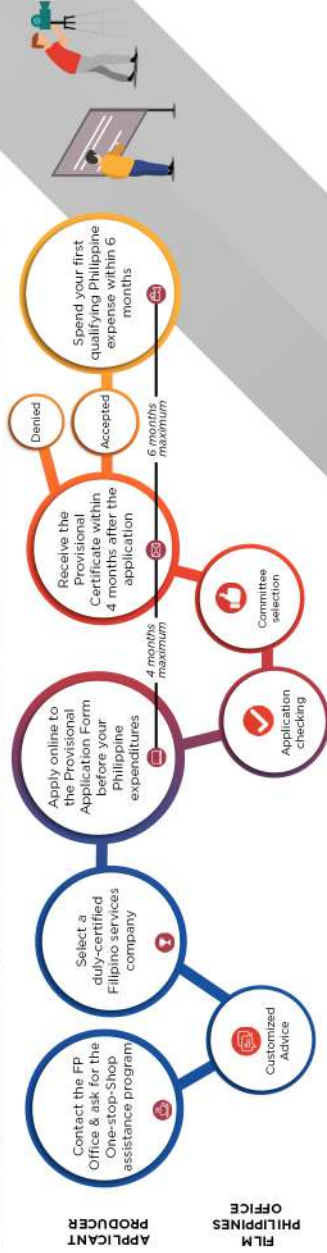 APPLICANT
PRODUCER
FILM
PHILIPPINES
OFFICE
Contact the FP
Office & ask for the
One-stop-Shop
assistance program
Customized
Advice
Select a
duly-certified
Filipino services
company
Apply online to
the Provisional
Application Form
before your
Philippine
expenditures
Application
checking
Committee
selection
4 months
maximum
Receive the
Provisional
Certificate within
4 months after the
application
Denied
Accepted
6 months
maximum
Spend your first
qualifying Philippine
expense within 6
months